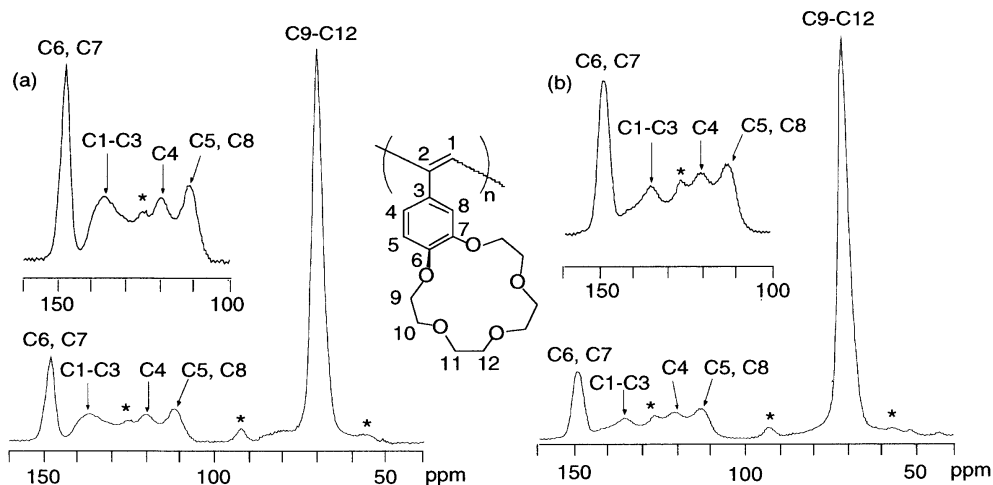 (a)
C6, C7
C1-C3
*
C4
C5, C8
C9-C12
150
100
C6, C7
C1-C3
*
C4
C5, C8
*
*
150
100
50
ppm
1
2
n
3
4
8
5
7
6
O
O
9
O
10
O
O
11
12
(b)
C6, C7
C1-C3
*
C4
C5, C8
C9-C12
150
100
C6, C7
C1-C3
*
C4
C5, C8
*
*
150
100
50
ppm